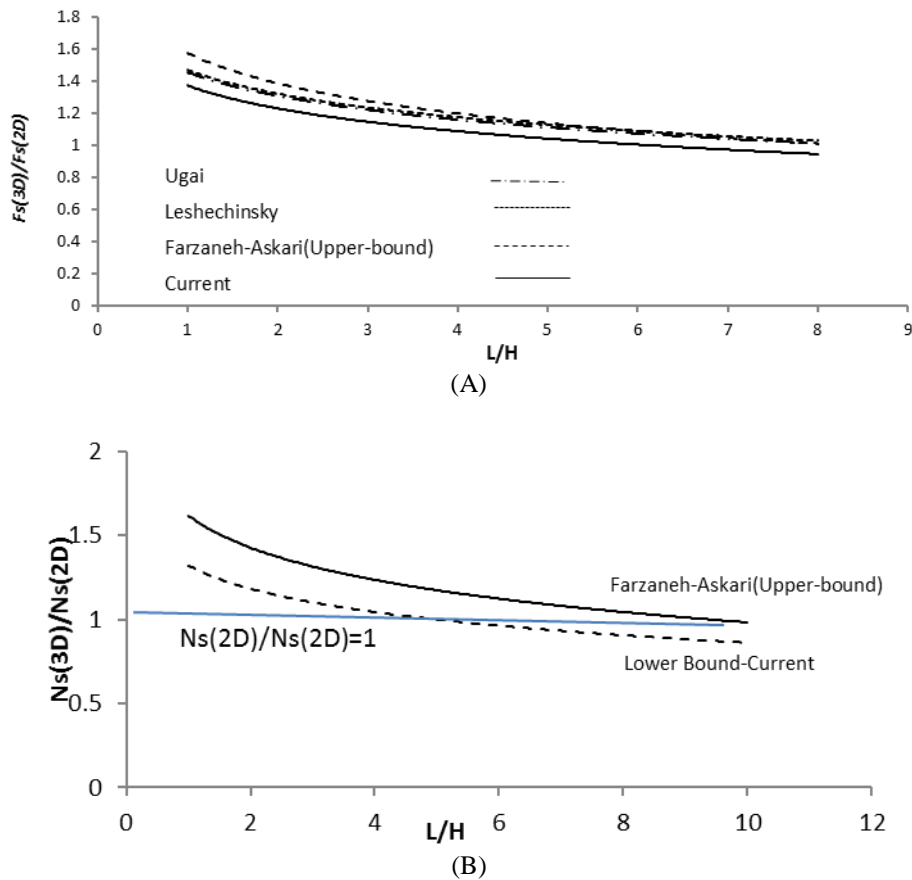 1.8
1.6
1.4
1.2
1
0.8
0.6
0.4
0.2
0
Fs(3D)/Fs(2D)
Ugai
Leshechinsky
Farzaneh-Askari(Upper-bound)
Current
0 1 2 3 4 5 6 7 8 9
L/H
(A)
2
1.5
1
0.5
0
Ns(3D)/Ns(2D)
Farzaneh-Askari(Upper-bound)
Ns(2D)/Ns(2D)=1
Lower Bound-Current
0 2 4 6 8 10 12
L/H
(B)